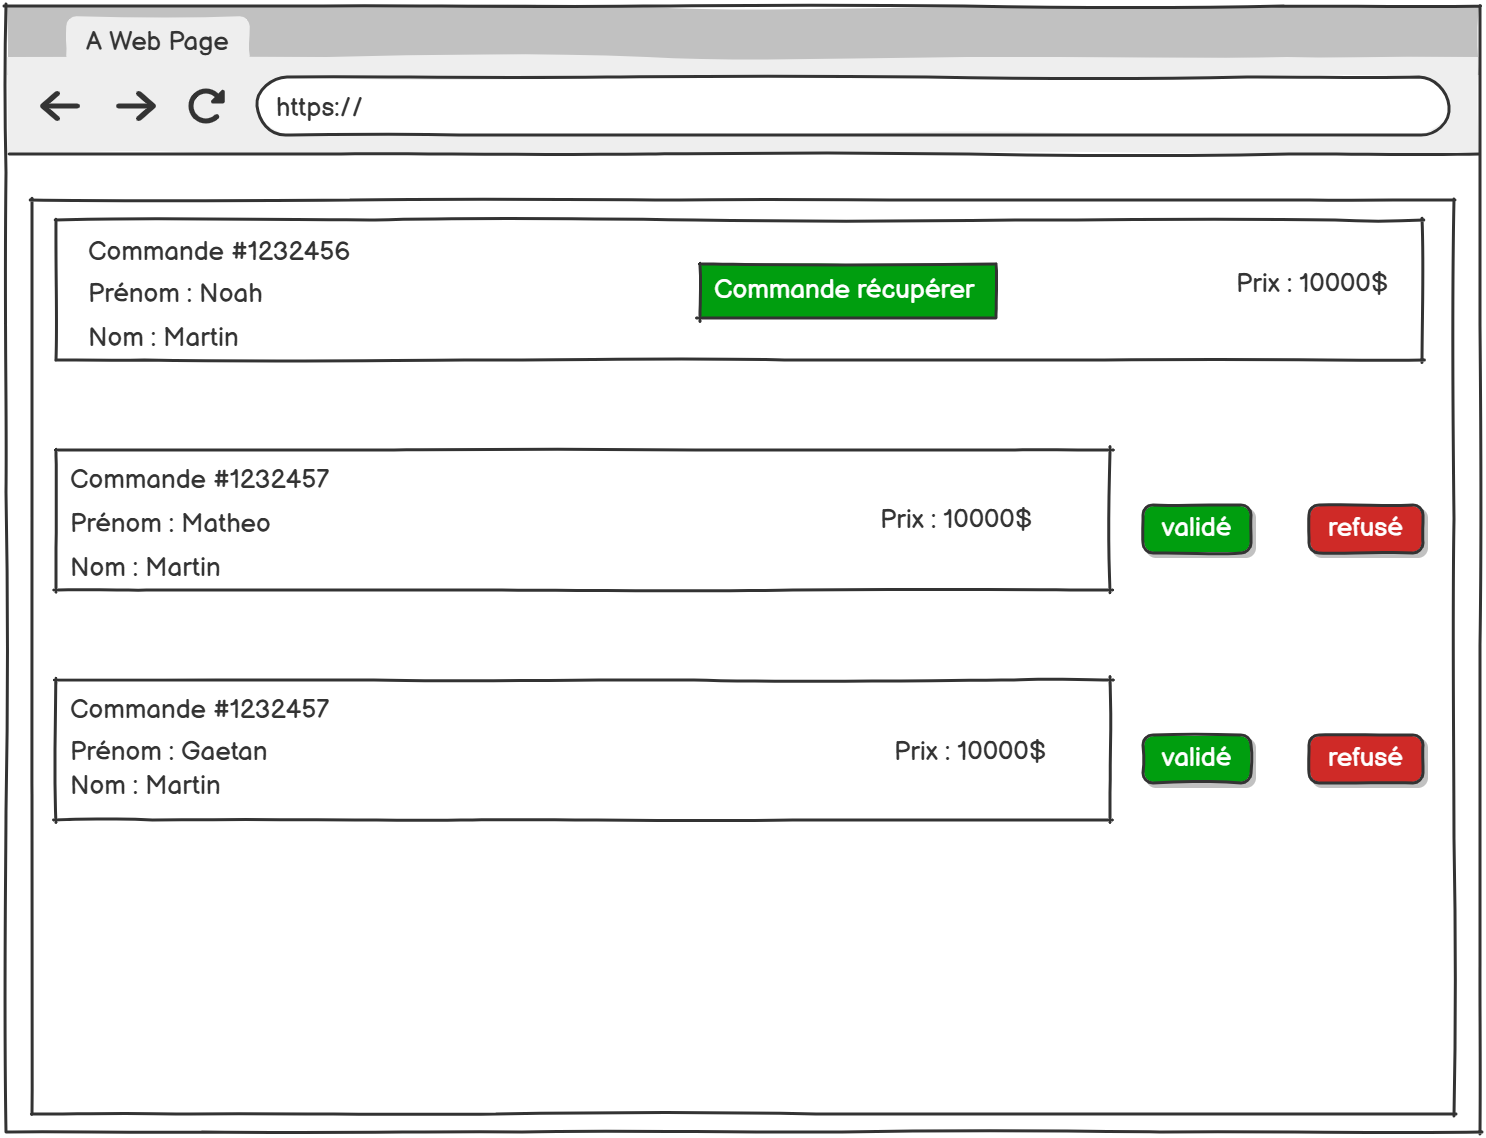 A Web Page
https://
Commande #1232456
Prénom : Noah
Nom : Martin
Commande récupérer
Prix : 10000$
Commande #1232457
Prénom : Matheo
Nom : Martin
Prix : 10000$
validé
refusé
Commande #1232457
Prénom : Gaetan
Nom : Martin
Prix : 10000$
validé
refusé